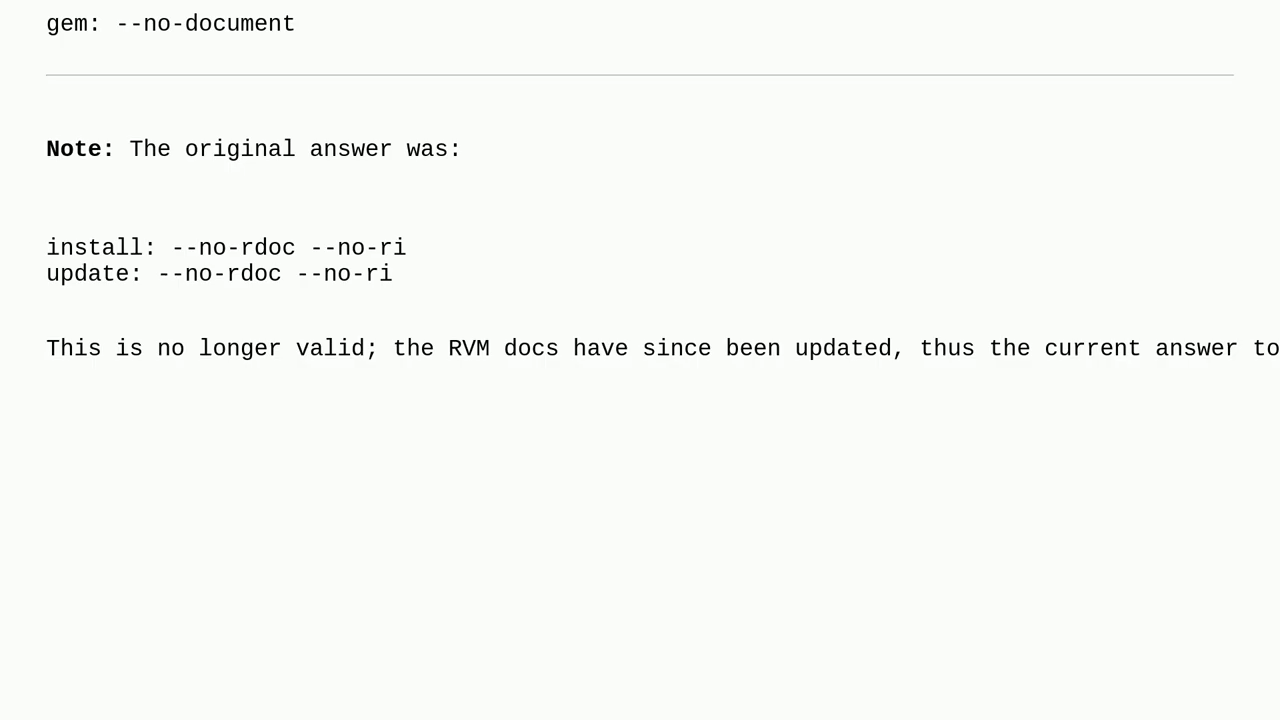 gem: --no-document
Note: The original answer was:
install: --no-rdoc --no-ri
update: --no-rdoc --no-ri
This is no longer valid; the RVM docs have since been updated, thus the current answer to